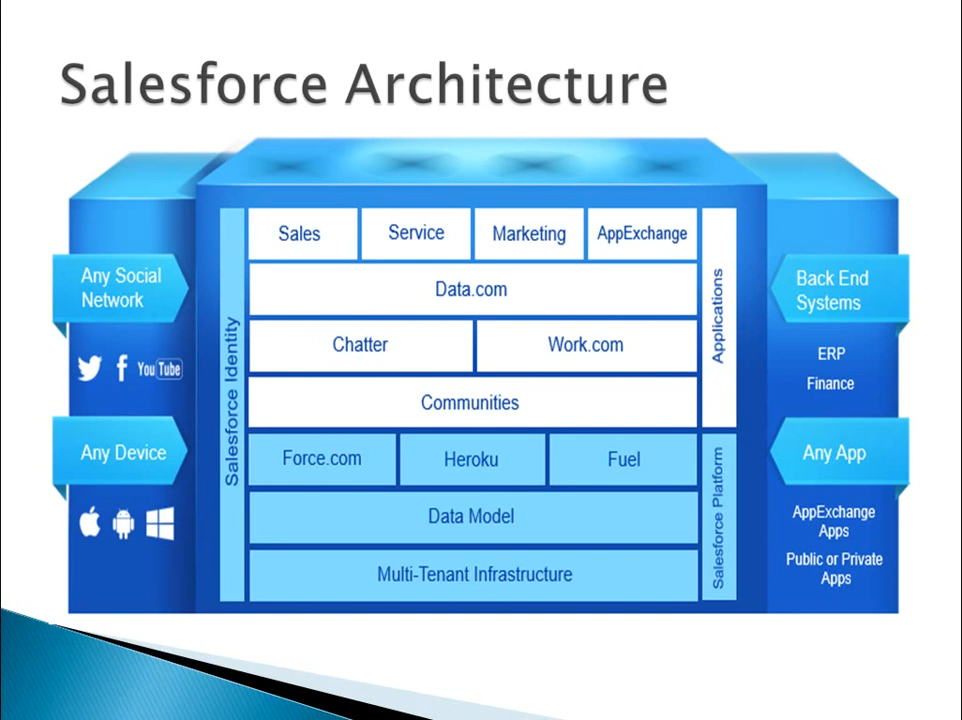 Salesforce Architecture
Any Social
Network
You Tube
Any Device
Salesforce Identity
Sales
Service
Marketing
AppExchange
Data.com
Chatter
Work.com
Communities
Applications
Force.com
Heroku
Fuel
Data Model
Multi-Tenant Infrastructure
Salesforce Platform
Back End
Systems
ERP
Finance
Any App
AppExchange
Apps
Public or Private
Apps